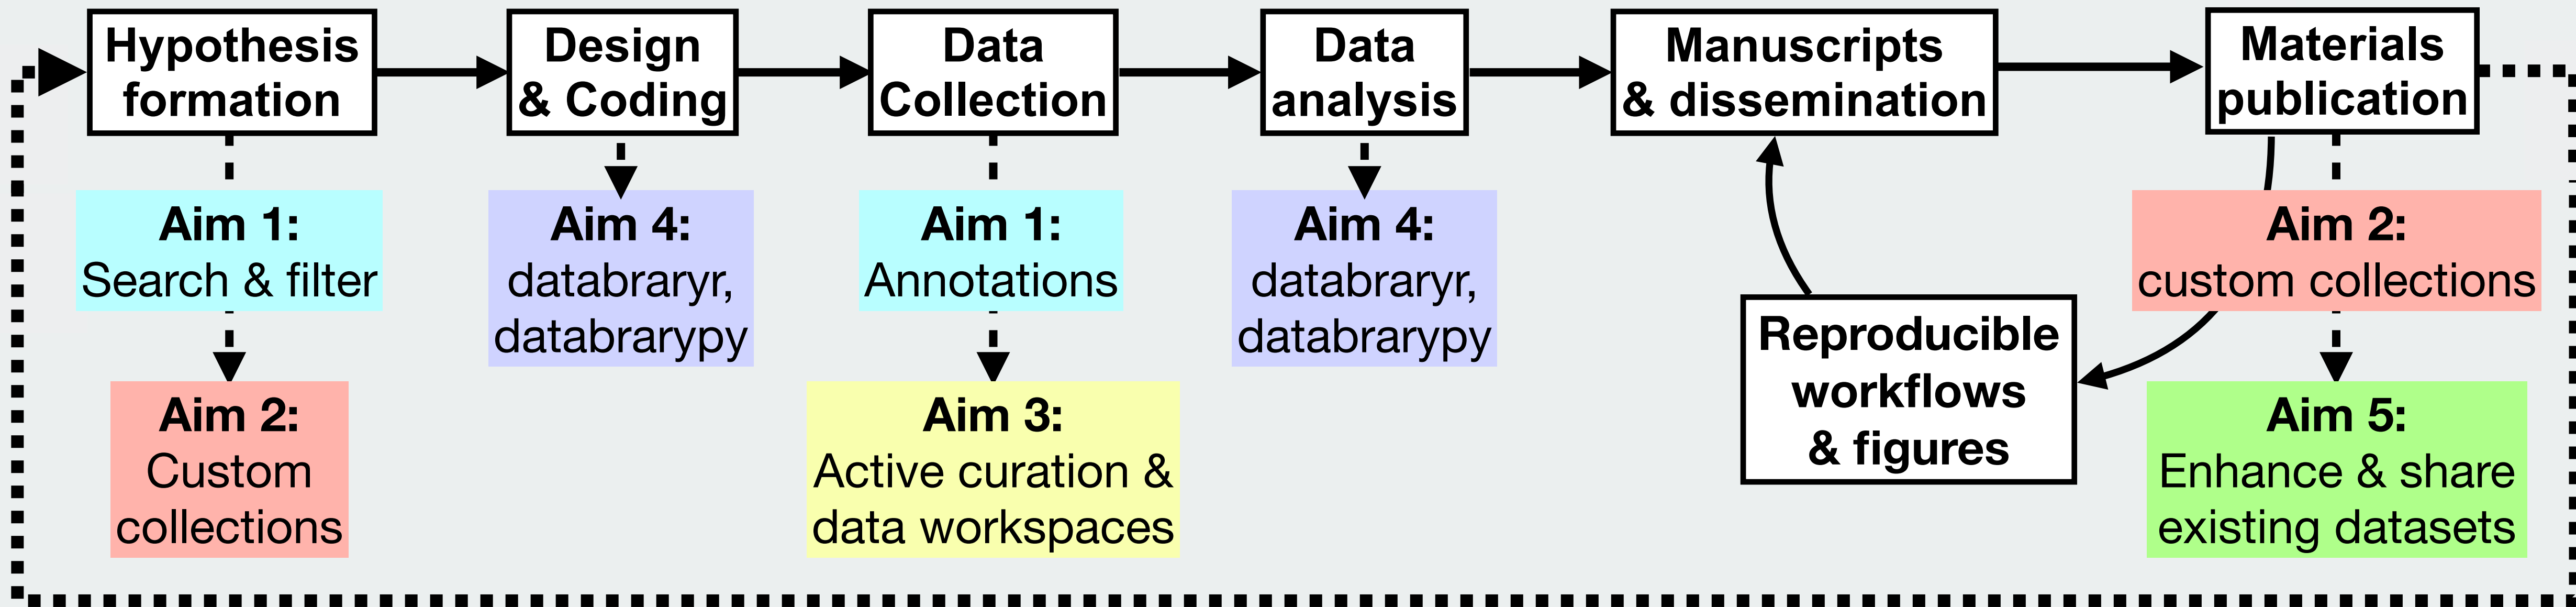 Hypothesis
formation
Design
& Coding
Data
Collection
Data
analysis
Manuscripts
& dissemination
Materials
publication
Aim 1:
Search & filter
Aim 2:
Custom
collections
Aim 4:
databraryr,
databrarypy
Aim 1:
Annotations
Aim 3:
Active curation &
data workspaces
Aim 4:
databraryr,
databrarypy
Reproducible
workflows
& figures
Aim 2:
custom collections
Aim 5:
Enhance & share
existing datasets